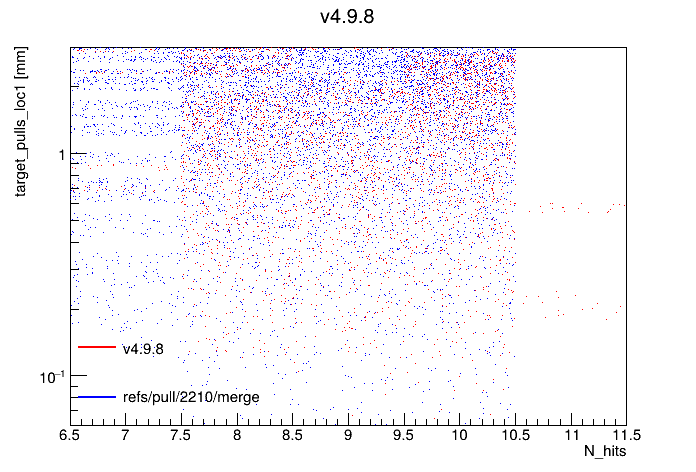 v4.9.8
target_pulls_loc1 [mm]
1
10⁻¹
v4.9.8
refs/pull/2210/merge
6.5 7 7.5 8 8.5 9 9.5 10 10.5 11 11.5
N_hits